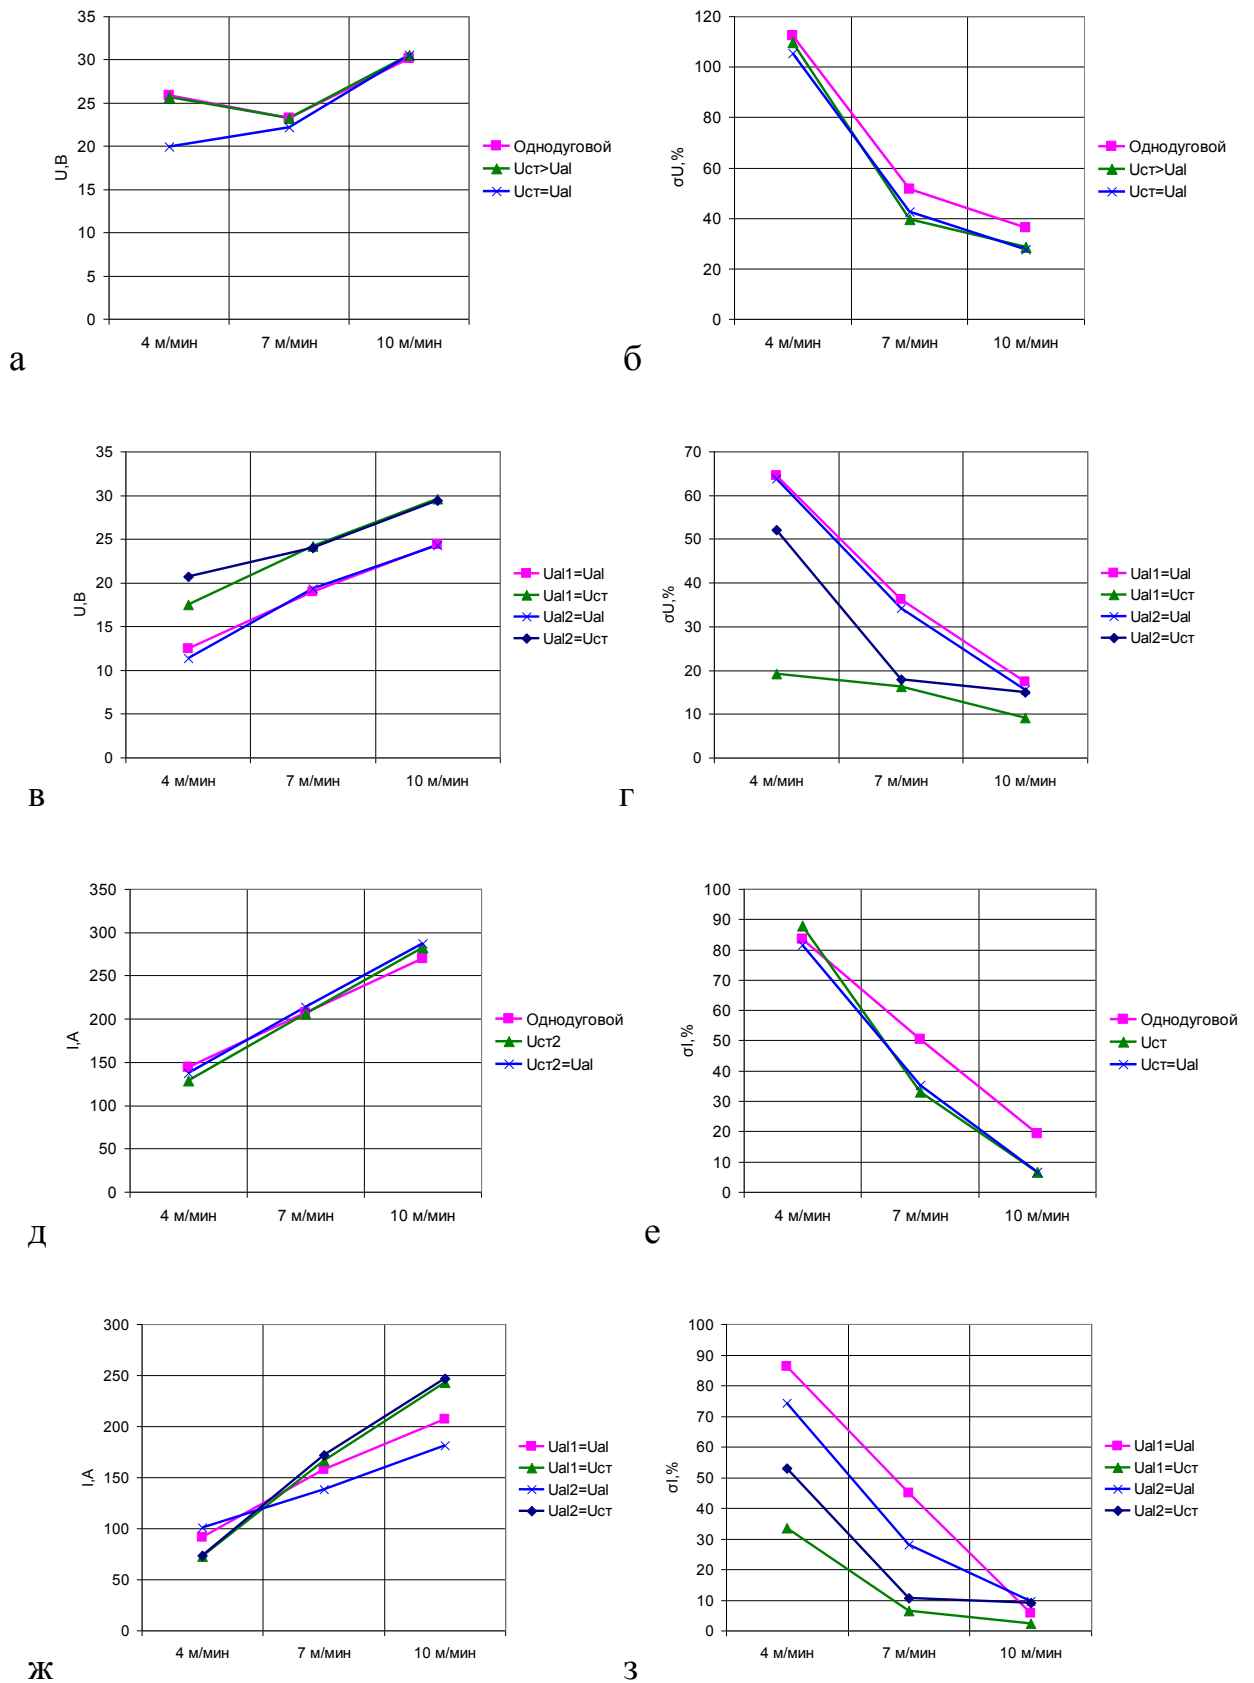 35
30
25
20
15
10
5
0
U,В
4 м/мин 7 м/мин 10 м/мин
Однодуговой
Uст>Ual
Uст=Ual
а
120
100
80
60
40
20
0
σU,%
4 м/мин 7 м/мин 10 м/мин
Однодуговой
Uст>Ual
Uст=Ual
б
35
30
25
20
15
10
5
0
U,В
4 м/мин 7 м/мин 10 м/мин
Ual1=Ual
Ual1=Uст
Ual2=Ual
Ual2=Uст
в
70
60
50
40
30
20
10
0
σU,%
4 м/мин 7 м/мин 10 м/мин
Ual1=Ual
Ual1=Uст
Ual2=Ual
Ual2=Uст
г
350
300
250
200
150
100
50
0
I,А
4 м/мин 7 м/мин 10 м/мин
Однодуговой
Uст2
Uст2=Ual
д
100
90
80
70
60
50
40
30
20
10
0
σI,%
4 м/мин 7 м/мин 10 м/мин
Однодуговой
Uст
Uст=Ual
е
300
250
200
150
100
50
0
I,А
4 м/мин 7 м/мин 10 м/мин
Ual1=Ual
Ual1=Uст
Ual2=Ual
Ual2=Uст
ж
100
90
80
70
60
50
40
30
20
10
0
σI,%
4 м/мин 7 м/мин 10 м/мин
Ual1=Ual
Ual1=Uст
Ual2=Ual
Ual2=Uст
з